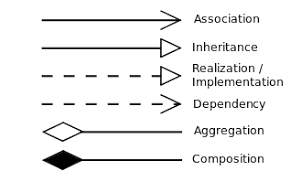 Association
Inheritance
Realization /
Implementation
Dependency
Aggregation
Composition